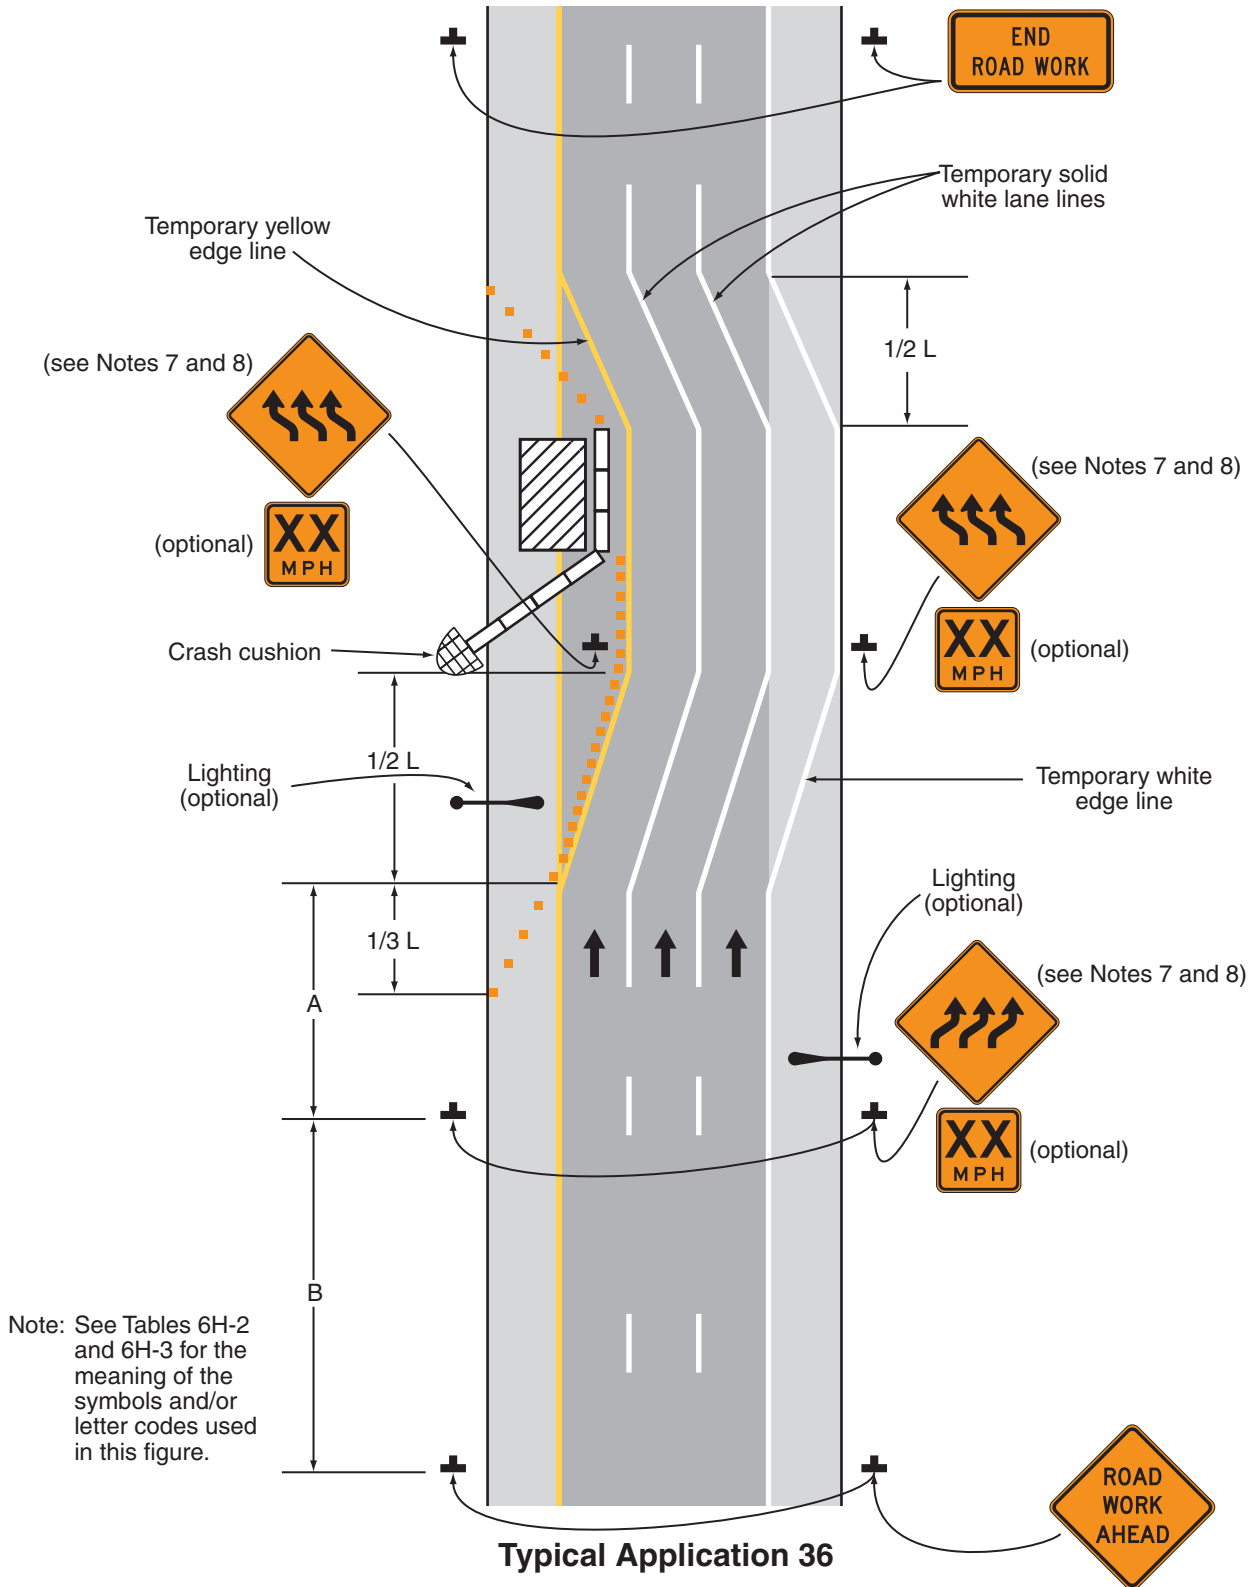 END
ROAD WORK
Temporary solid
white lane lines
Temporary yellow
edge line
(see Notes 7 and 8)
1/2 L
(see Notes 7 and 8)
XX
MPH
(optional)
XX
MPH
(optional)
Crash cushion
1/2 L
Lighting
(optional)
Temporary white
edge line
Lighting
(optional)
1/3 L
(see Notes 7 and 8)
A
XX
MPH
(optional)
B
Note: See Tables 6H-2
and 6H-3 for the
meaning of the
symbols and/or
letter codes used
in this figure.
ROAD
WORK
AHEAD
Typical Application 36